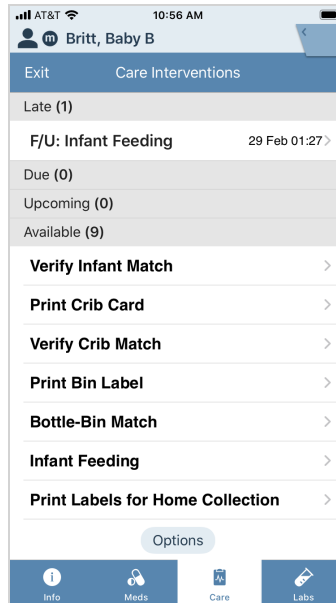 AT&T 10:56 AM
m Britt, Baby B
Exit Care Interventions
Late (1)
F/U: Infant Feeding 29 Feb 01:27
Due (0)
Upcoming (0)
Available (9)
Verify Infant Match
Print Crib Card
Verify Crib Match
Print Bin Label
Bottle-Bin Match
Infant Feeding
Print Labels for Home Collection
Options
Info Meds Care Labs